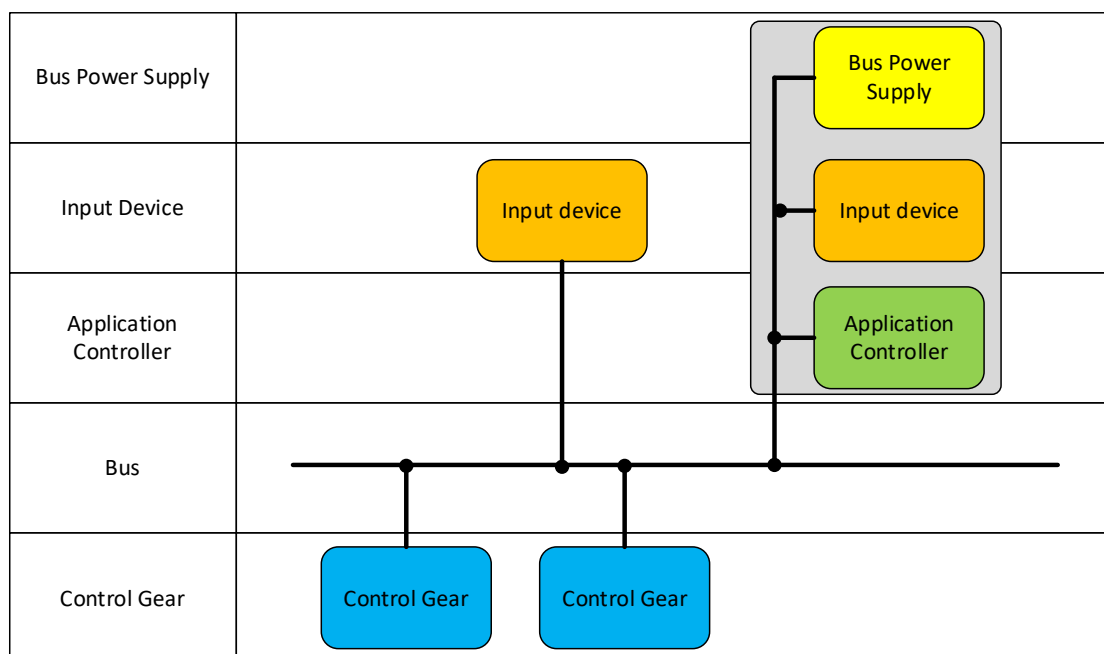 Bus Power Supply
Bus Power
Supply
Input Device
Input device
Input device
Application
Controller
Application
Controller
Bus
Control Gear
Control Gear
Control Gear